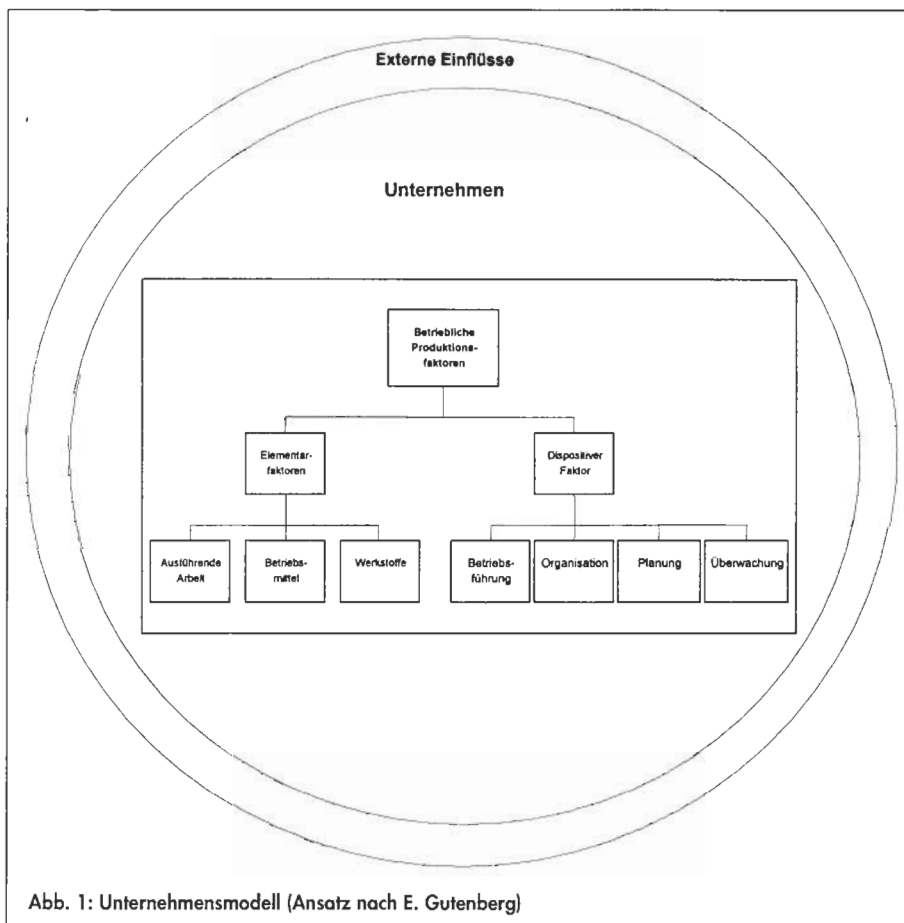 Externe Einflüsse
Unternehmen
Betriebliche
Produktions-
faktoren
Elementar-
faktoren
Dispositiver
Faktor
Ausführende
Arbeit
Betriebs-
mittel
Werkstoffe
Betriebs-
führung
Organisation
Planung
Überwachung
Abb. 1: Unternehmensmodell (Ansatz nach E. Gutenberg)